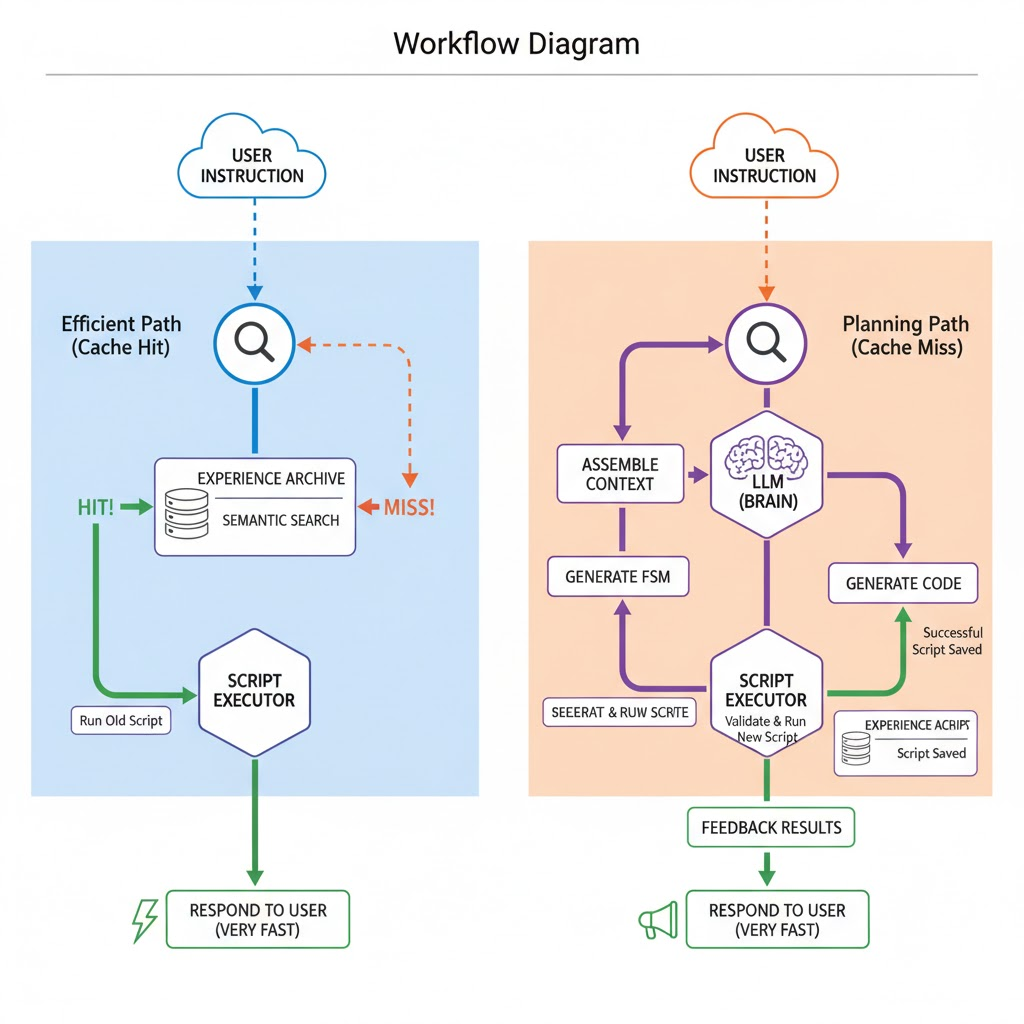 Workflow Diagram
USER
INSTRUCTION
Efficient Path
(Cache Hit)
EXPERIENCE ARCHIVE
SEMANTIC SEARCH
HIT!
MISS!
SCRIPT
EXECUTOR
Run Old Script
RESPOND TO USER
(VERY FAST)
USER
INSTRUCTION
Planning Path
(Cache Miss)
ASSEMBLE
CONTEXT
LLM
(BRAIN)
GENERATE FSM
GENERATE CODE
Successful
Script Saved
SCRIPT
EXECUTOR
Validate & Run
New Script
SEEERAT & RUW SCRTE
EXPERIENCE
Script Saved
FEEDBACK RESULTS
RESPOND TO USER
(VERY FAST)